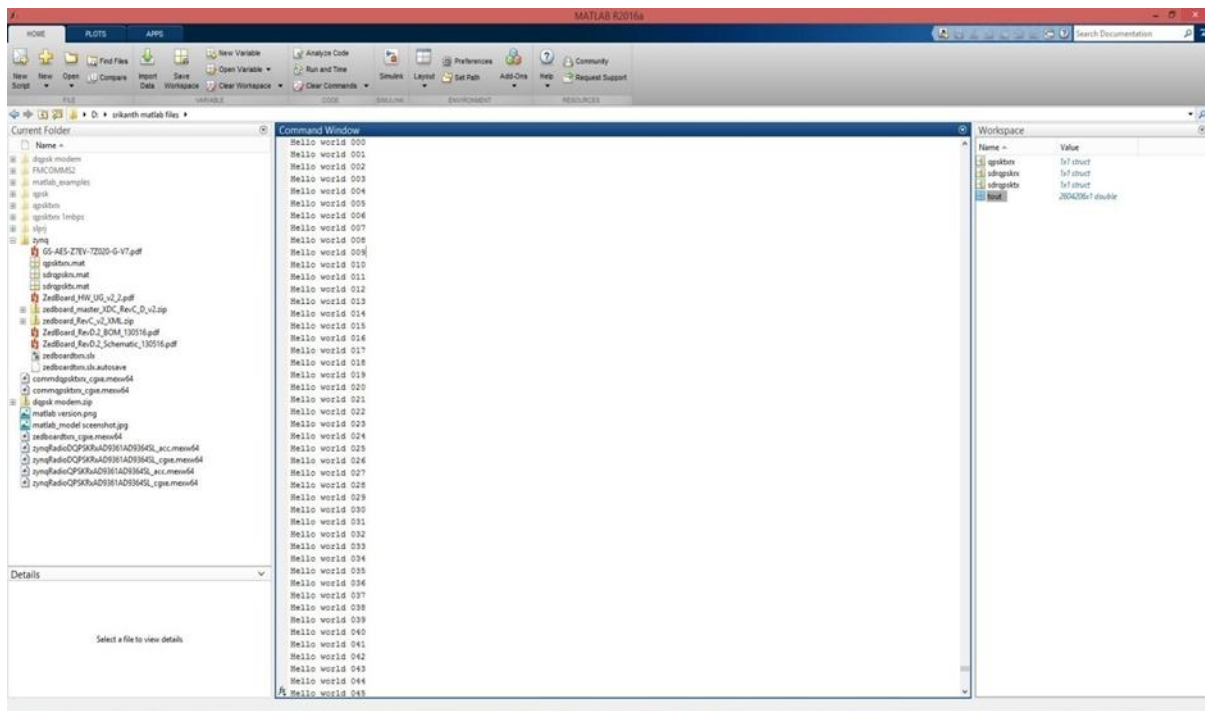 MATLAB R2016a
HOME PLOTS APPS
Search Documentation
New Script
New
Open
Find Files
Compare
Import Data
Save Workspace
New Variable
Open Variable
Clear Workspace
Analyze Code
Run and Time
Clear Commands
Simulink
Layout
Preferences
Set Path
Add-Ons
Help
Community
Request Support
FILE
VARIABLE
CODE
SIMULINK
ENVIRONMENT
RESOURCES
D: srikanth matlab files
Current Folder
Name
dqpsk modem
FMCOMMS2
matlab_examples
qpsk
qpsktxrx
qpsktxrx 1mbps
slprj
zynq
GS-AES-Z7EV-7Z020-G-V7.pdf
qpsktxrx.mat
sdrqpskrx.mat
sdrqpsktx.mat
ZedBoard_HW_UG_v2_2.pdf
zedboard_master_XDC_RevC_D_v2.zip
zedboard_RevC_v2_XML.zip
ZedBoard_RevD.2_BOM_130516.pdf
ZedBoard_RevD.2_Schematic_130516.pdf
zedboardtxrx.slx
zedboardtxrx.slx.autosave
commdqpsktxrx_cgxe.mexw64
commqpsktxrx_cgxe.mexw64
dqpsk modem.zip
matlab version.png
matlab_model sceenshot.jpg
zedboardtxrx_cgxe.mexw64
zynqRadioDQPSKRxAD9361AD9364SL_acc.mexw64
zynqRadioDQPSKRxAD9361AD9364SL_cgxe.mexw64
zynqRadioQPSKRxAD9361AD9364SL_acc.mexw64
zynqRadioQPSKRxAD9361AD9364SL_cgxe.mexw64
Details
Select a file to view details
Command Window
Hello world 000
Hello world 001
Hello world 002
Hello world 003
Hello world 004
Hello world 005
Hello world 006
Hello world 007
Hello world 008
Hello world 009
Hello world 010
Hello world 011
Hello world 012
Hello world 013
Hello world 014
Hello world 015
Hello world 016
Hello world 017
Hello world 018
Hello world 019
Hello world 020
Hello world 021
Hello world 022
Hello world 023
Hello world 024
Hello world 025
Hello world 026
Hello world 027
Hello world 028
Hello world 029
Hello world 030
Hello world 031
Hello world 032
Hello world 033
Hello world 034
Hello world 035
Hello world 036
Hello world 037
Hello world 038
Hello world 039
Hello world 040
Hello world 041
Hello world 042
Hello world 043
Hello world 044
fx Hello world 045
Workspace
Name Value
qpsktxrx 1x1 struct
sdrqpskrx 1x1 struct
sdrqpsktx 1x1 struct
tout 2604206x1 double